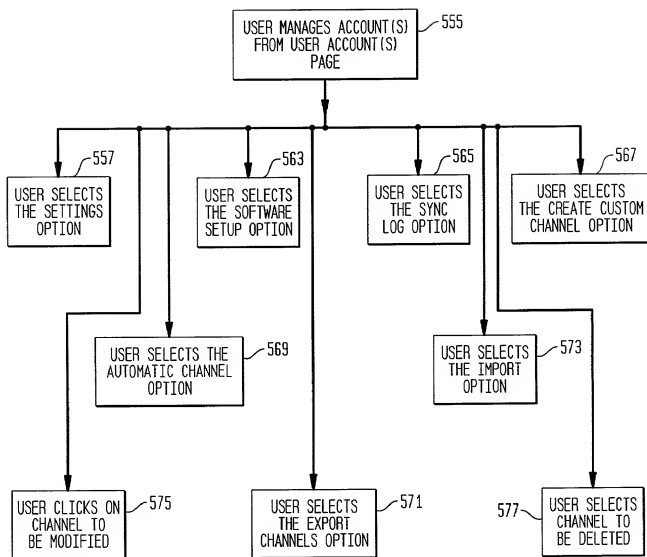 USER MANAGES ACCOUNT(S)
FROM USER ACCOUNT(S)
PAGE
555
557
USER SELECTS
THE SETTINGS
OPTION
563
USER SELECTS
THE SOFTWARE
SETUP OPTION
565
USER SELECTS
THE SYNC
LOG OPTION
567
USER SELECTS
THE CREATE CUSTOM
CHANNEL OPTION
USER SELECTS THE
AUTOMATIC CHANNEL
OPTION
569
USER SELECTS
THE IMPORT
OPTION
573
USER CLICKS ON
CHANNEL TO
BE MODIFIED
575
USER SELECTS
THE EXPORT
CHANNELS OPTION
571
577
USER SELECTS
CHANNEL TO
BE DELETED